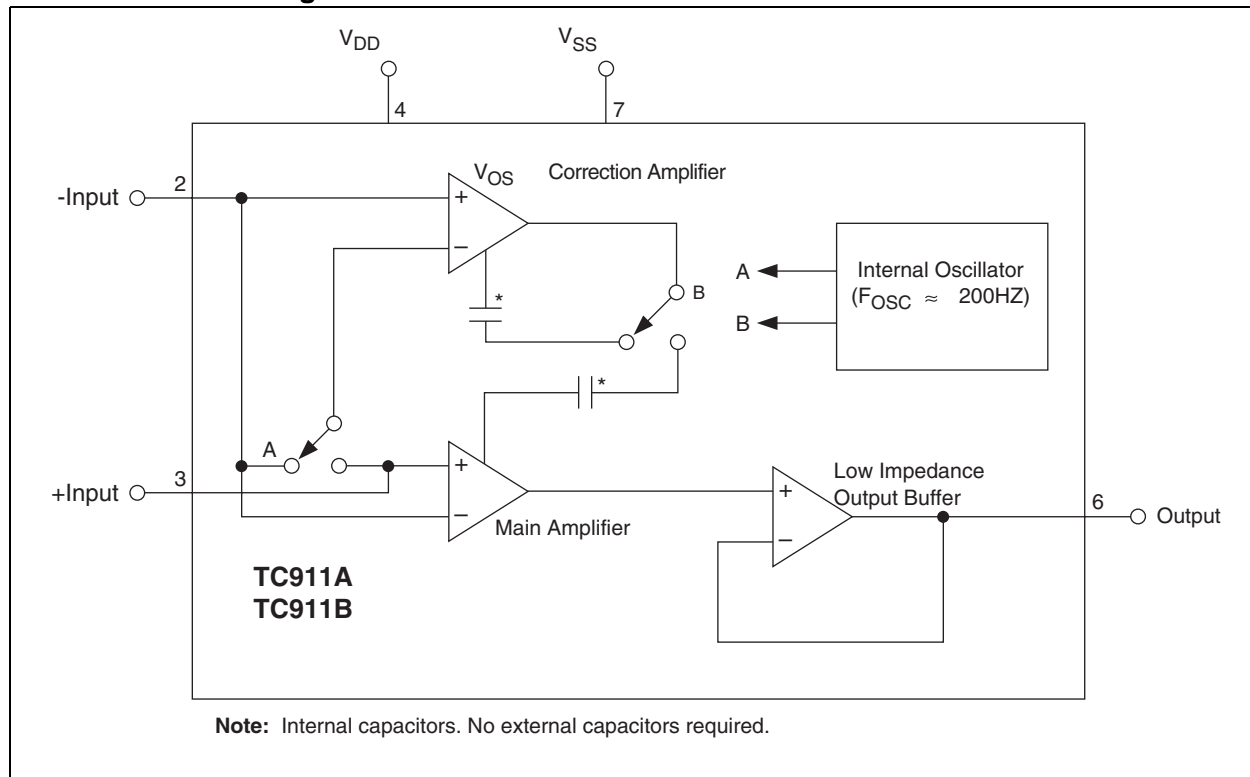 g
V_DD
V_SS
4
7
V_OS
Correction Amplifier
-Input
2
+
−
*
B
A
B
Internal Oscillator
(F_OSC ≈ 200HZ)
*
A
+Input
3
+
−
Main Amplifier
+
−
Low Impedance
Output Buffer
6
Output
TC911A
TC911B
Note: Internal capacitors. No external capacitors required.